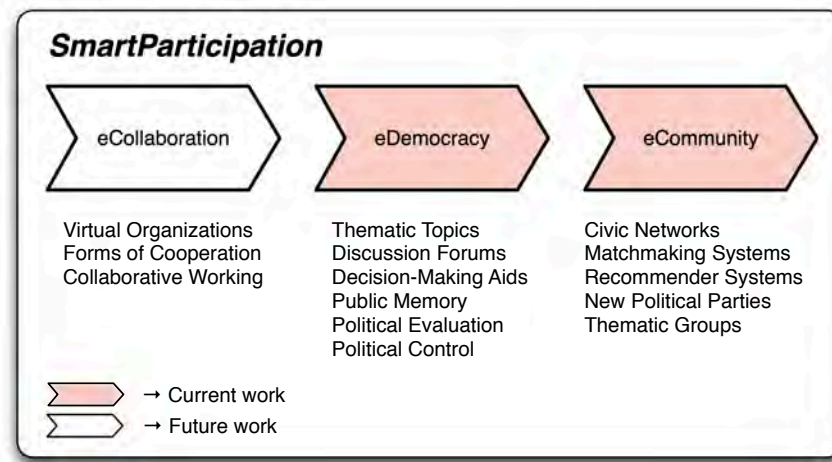 SmartParticipation
eCollaboration
eDemocracy
eCommunity
Virtual Organizations
Forms of Cooperation
Collaborative Working
Thematic Topics
Discussion Forums
Decision-Making Aids
Public Memory
Political Evaluation
Political Control
Civic Networks
Matchmaking Systems
Recommender Systems
New Political Parties
Thematic Groups
→ Current work
→ Future work